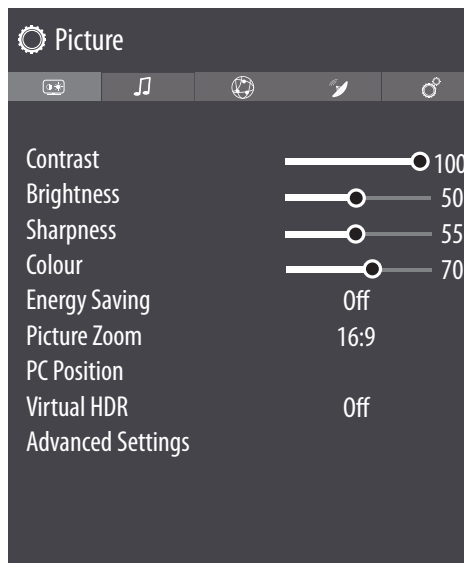 Picture
Contrast 100
Brightness 50
Sharpness 55
Colour 70
Energy Saving Off
Picture Zoom 16:9
PC Position
Virtual HDR Off
Advanced Settings